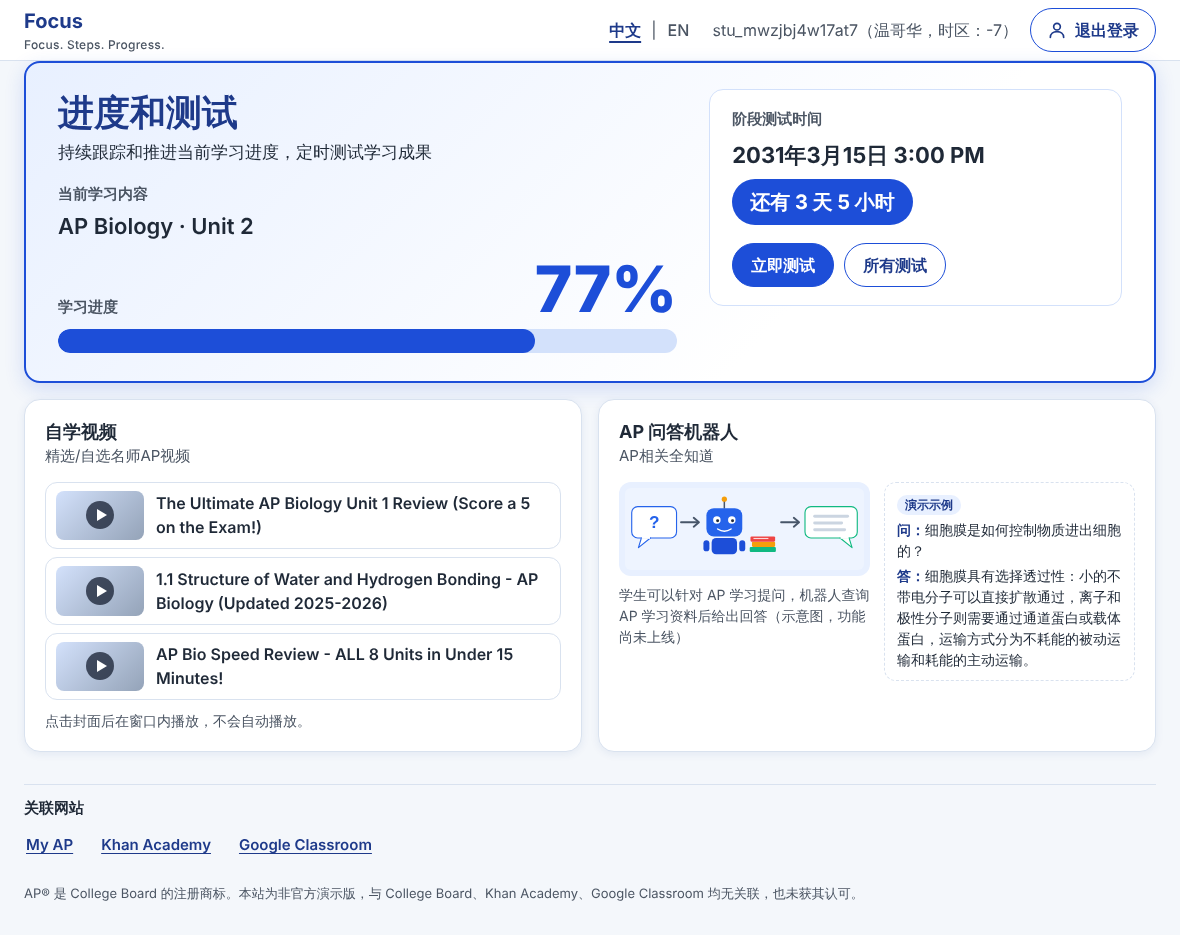 Focus
Focus. Steps. Progress.
中文 | EN
stu_mwzjbj4w17at7（温哥华，时区：-7）
退出登录
进度和测试
持续跟踪和推进当前学习进度，定时测试学习成果
当前学习内容
AP Biology · Unit 2
学习进度
77%
阶段测试时间
2031年3月15日 3:00 PM
还有 3 天 5 小时
立即测试
所有测试
自学视频
精选/自选名师AP视频
The Ultimate AP Biology Unit 1 Review (Score a 5
on the Exam!)
1.1 Structure of Water and Hydrogen Bonding - AP
Biology (Updated 2025-2026)
AP Bio Speed Review - ALL 8 Units in Under 15
Minutes!
点击封面后在窗口内播放，不会自动播放。
AP 问答机器人
AP相关全知道
?
学生可以针对 AP 学习提问，机器人查询
AP 学习资料后给出回答（示意图，功能
尚未上线）
演示示例
问：细胞膜是如何控制物质进出细胞
的？
答：细胞膜具有选择透过性：小的不
带电分子可以直接扩散通过，离子和
极性分子则需要通过通道蛋白或载体
蛋白，运输方式分为不耗能的被动运
输和耗能的主动运输。
关联网站
My AP
Khan Academy
Google Classroom
AP® 是 College Board 的注册商标。本站为非官方演示版，与 College Board、Khan Academy、Google Classroom 均无关联，也未获其认可。